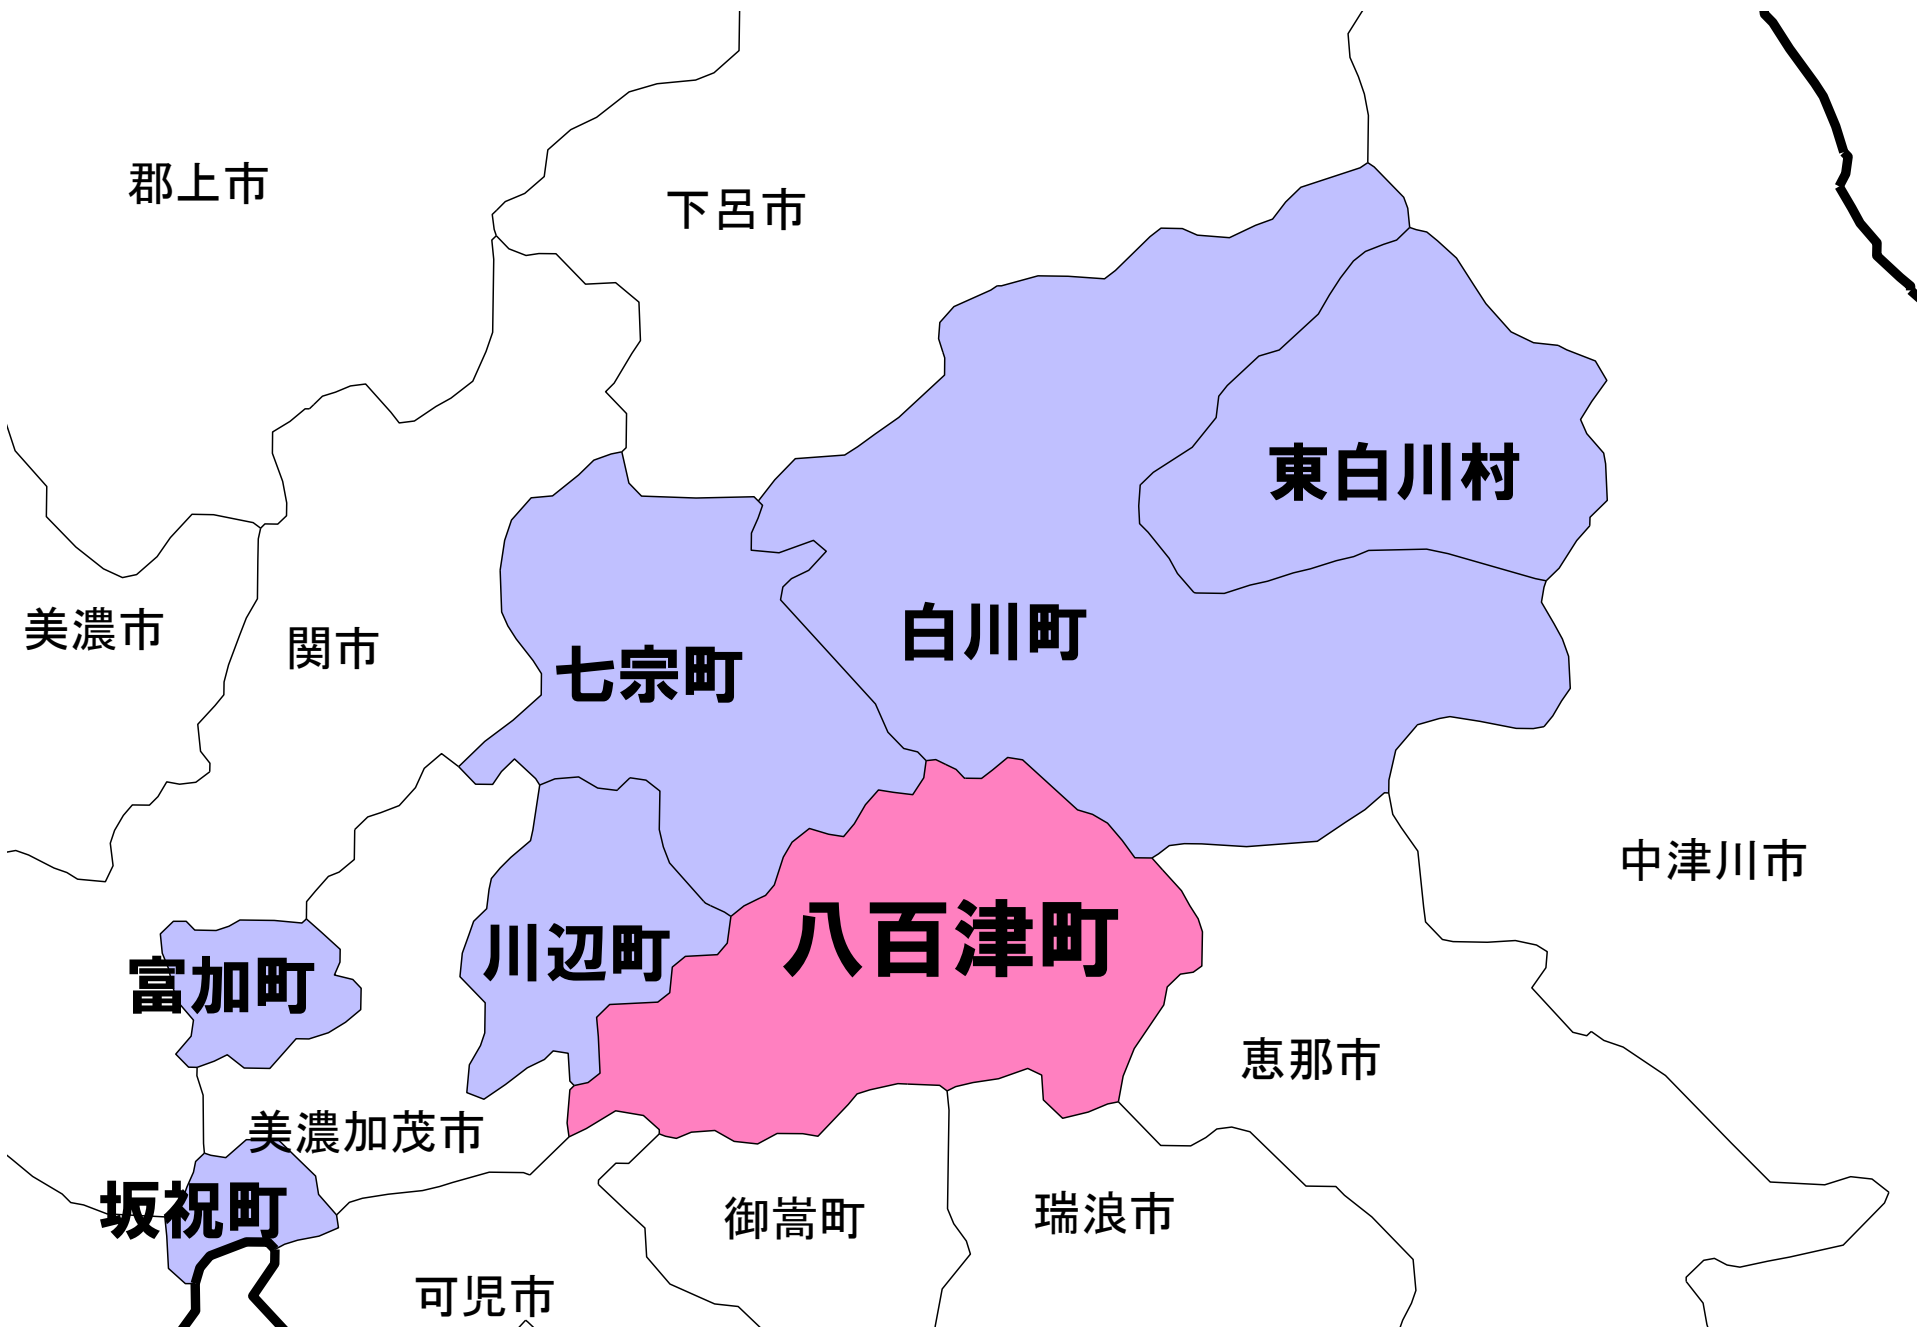 郡上市
下呂市
東白川村
美濃市
関市
白川町
七宗町
中津川市
八百津町
川辺町
富加町
恵那市
美濃加茂市
坂祝町
御嵩町
瑞浪市
可児市